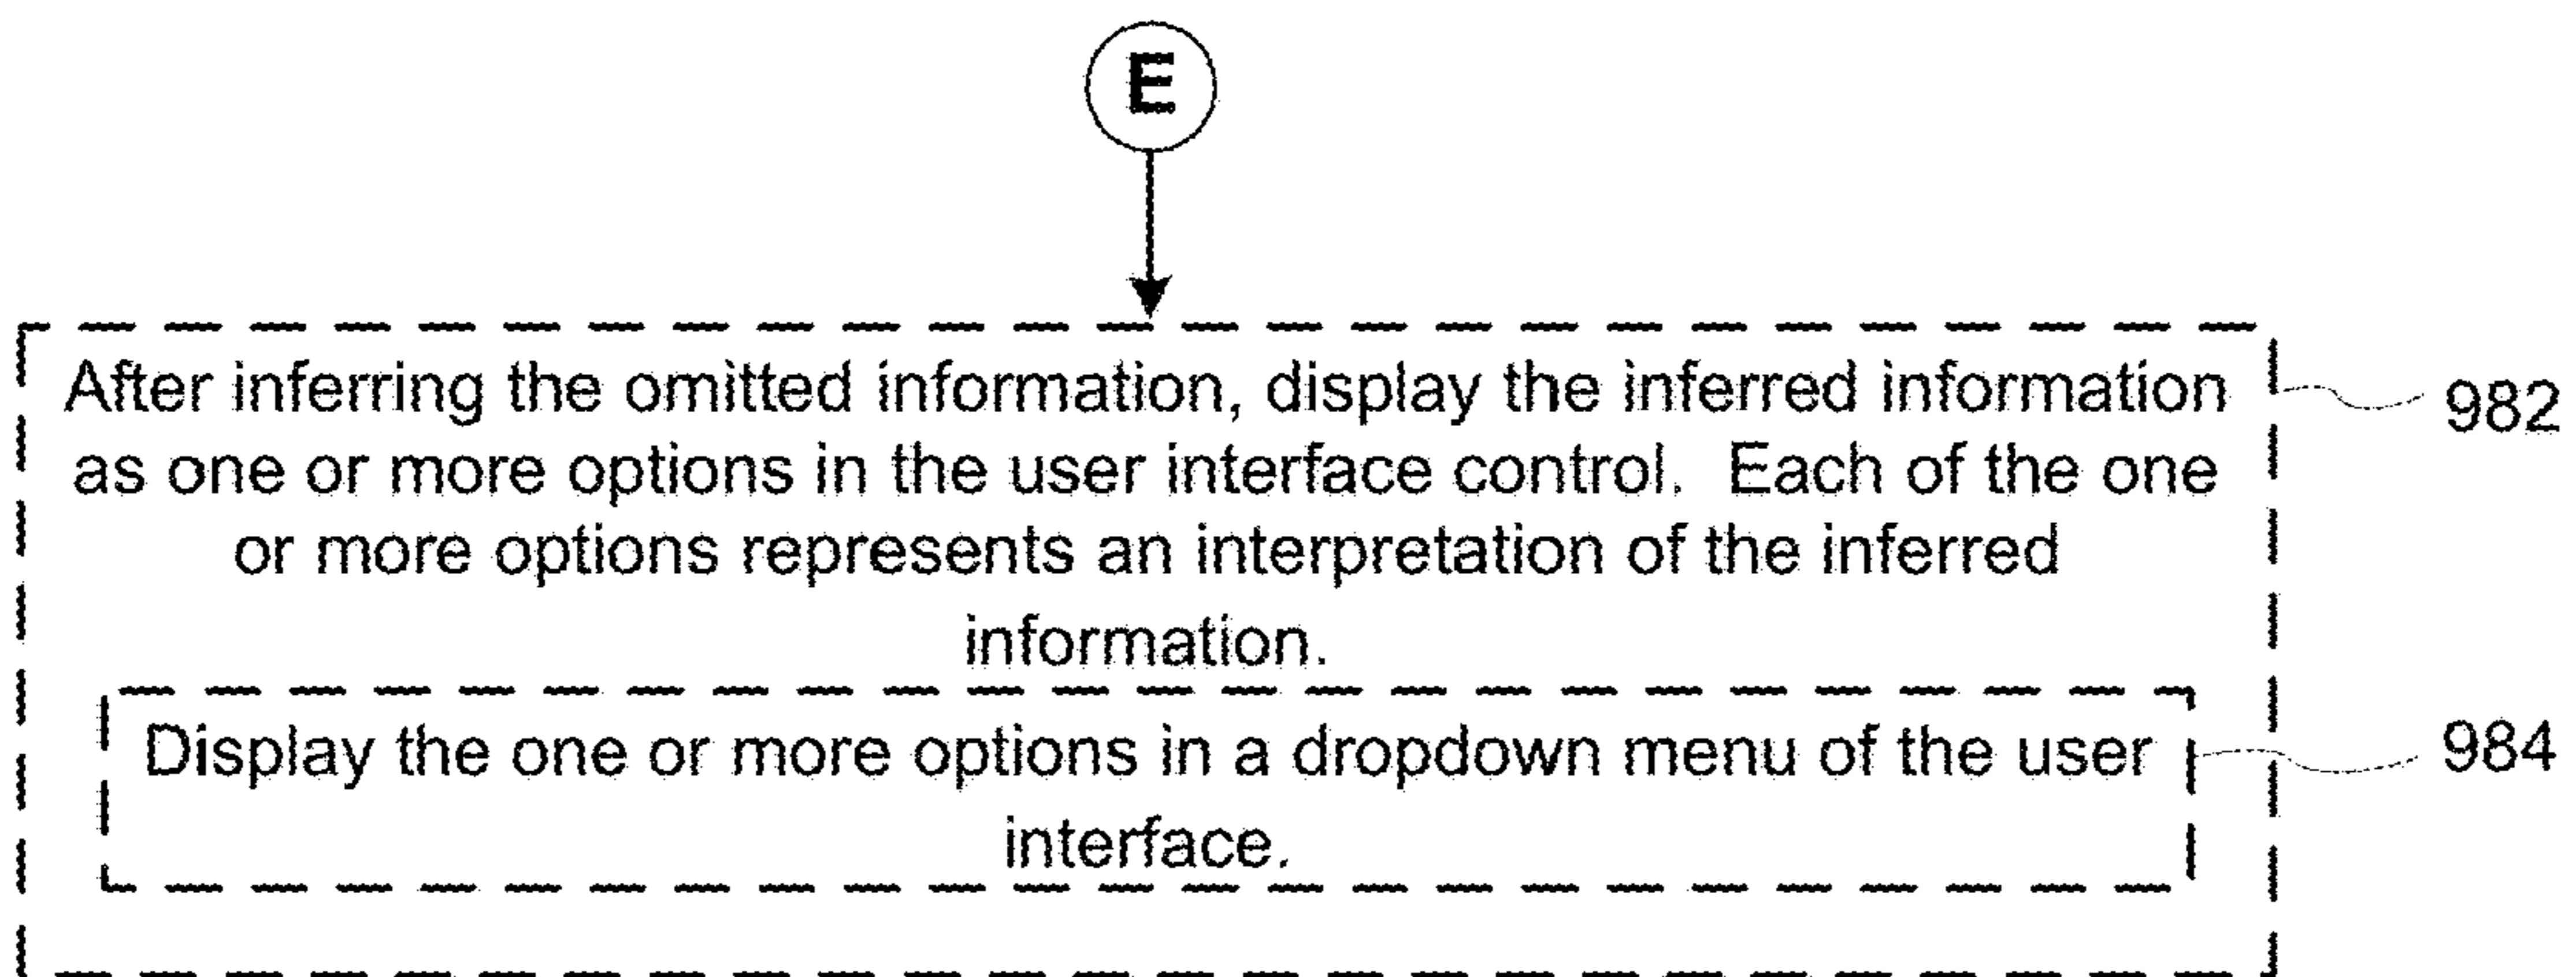 E
After inferring the omitted information, display the inferred information
982
as one or more options in the user interface control. Each of the one
or more options represents an interpretation of the inferred
information.
Display the one or more options in a dropdown menu of the user
984
interface.